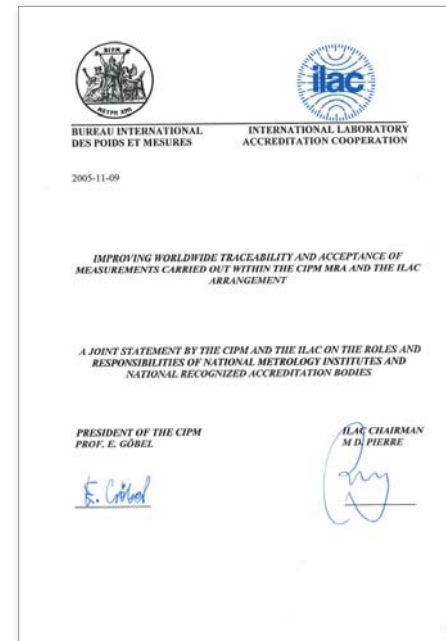 BIPM
ΜΕΤΡΩ ΧΡΩ
ilac
BUREAU INTERNATIONAL
DES POIDS ET MESURES
INTERNATIONAL LABORATORY
ACCREDITATION COOPERATION
2005-11-09
IMPROVING WORLDWIDE TRACEABILITY AND ACCEPTANCE OF
MEASUREMENTS CARRIED OUT WITHIN THE CIPM MRA AND THE ILAC
ARRANGEMENT
A JOINT STATEMENT BY THE CIPM AND THE ILAC ON THE ROLES AND
RESPONSIBILITIES OF NATIONAL METROLOGY INSTITUTES AND
NATIONAL RECOGNIZED ACCREDITATION BODIES
PRESIDENT OF THE CIPM
PROF. E. GÖBEL
ILAC CHAIRMAN
M D. PIERRE
E. Göbel